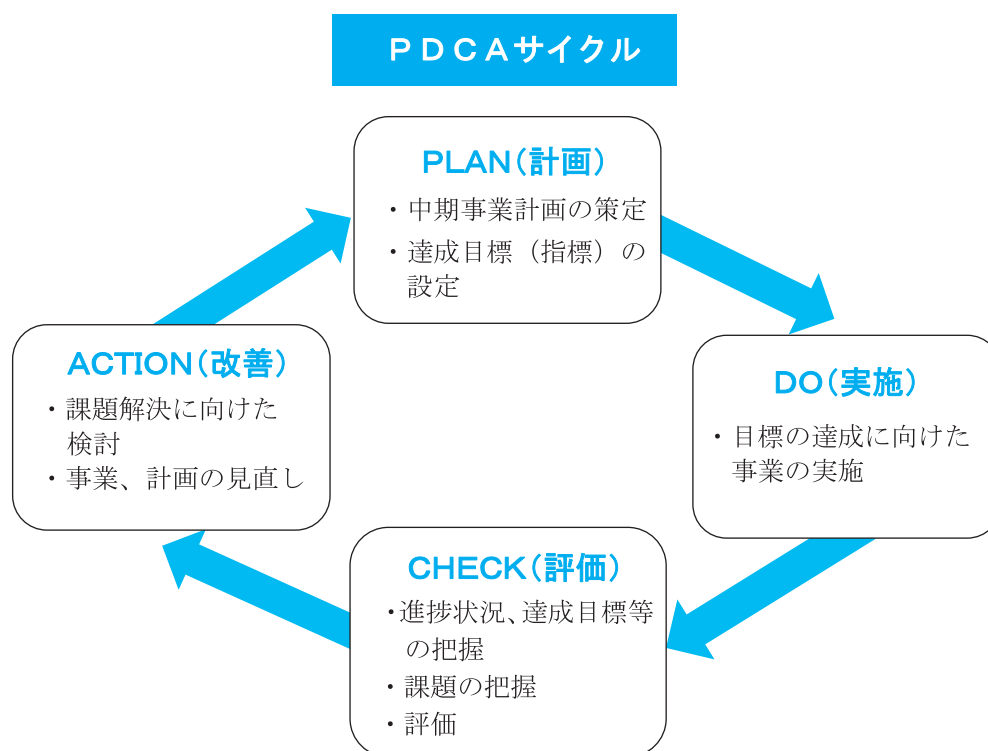 ＰＤＣＡサイクル
PLAN（計画）
・中期事業計画の策定
・達成目標（指標）の
設定
DO（実施）
・目標の達成に向けた
事業の実施
CHECK（評価）
・進捗状況、達成目標等
の把握
・課題の把握
・評価
ACTION（改善）
・課題解決に向けた
検討
・事業、計画の見直し